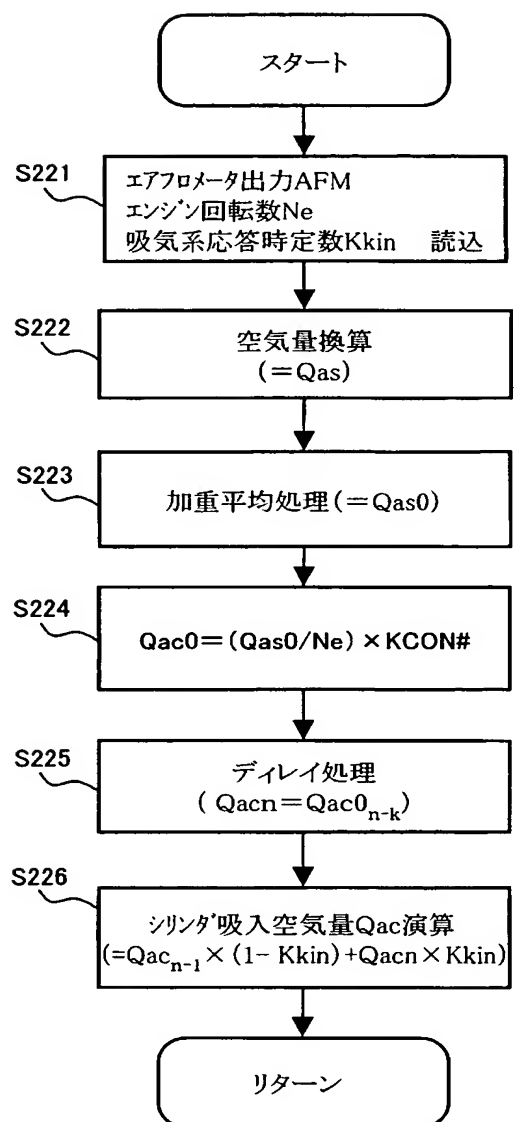 スタート
S221
エアフロメータ出力AFM
エンジン回転数Ne
吸気系応答時定数Kkin 読込
S222
空気量換算
(=Qas)
S223
加重平均処理(=Qas0)
S224
Qac0=(Qas0/Ne)×KCON#
S225
ディレイ処理
( Qacn=Qac0n-k)
S226
シリンダ吸入空気量Qac演算
(=Qacn-1×(1- Kkin)+Qacn×Kkin)
リターン